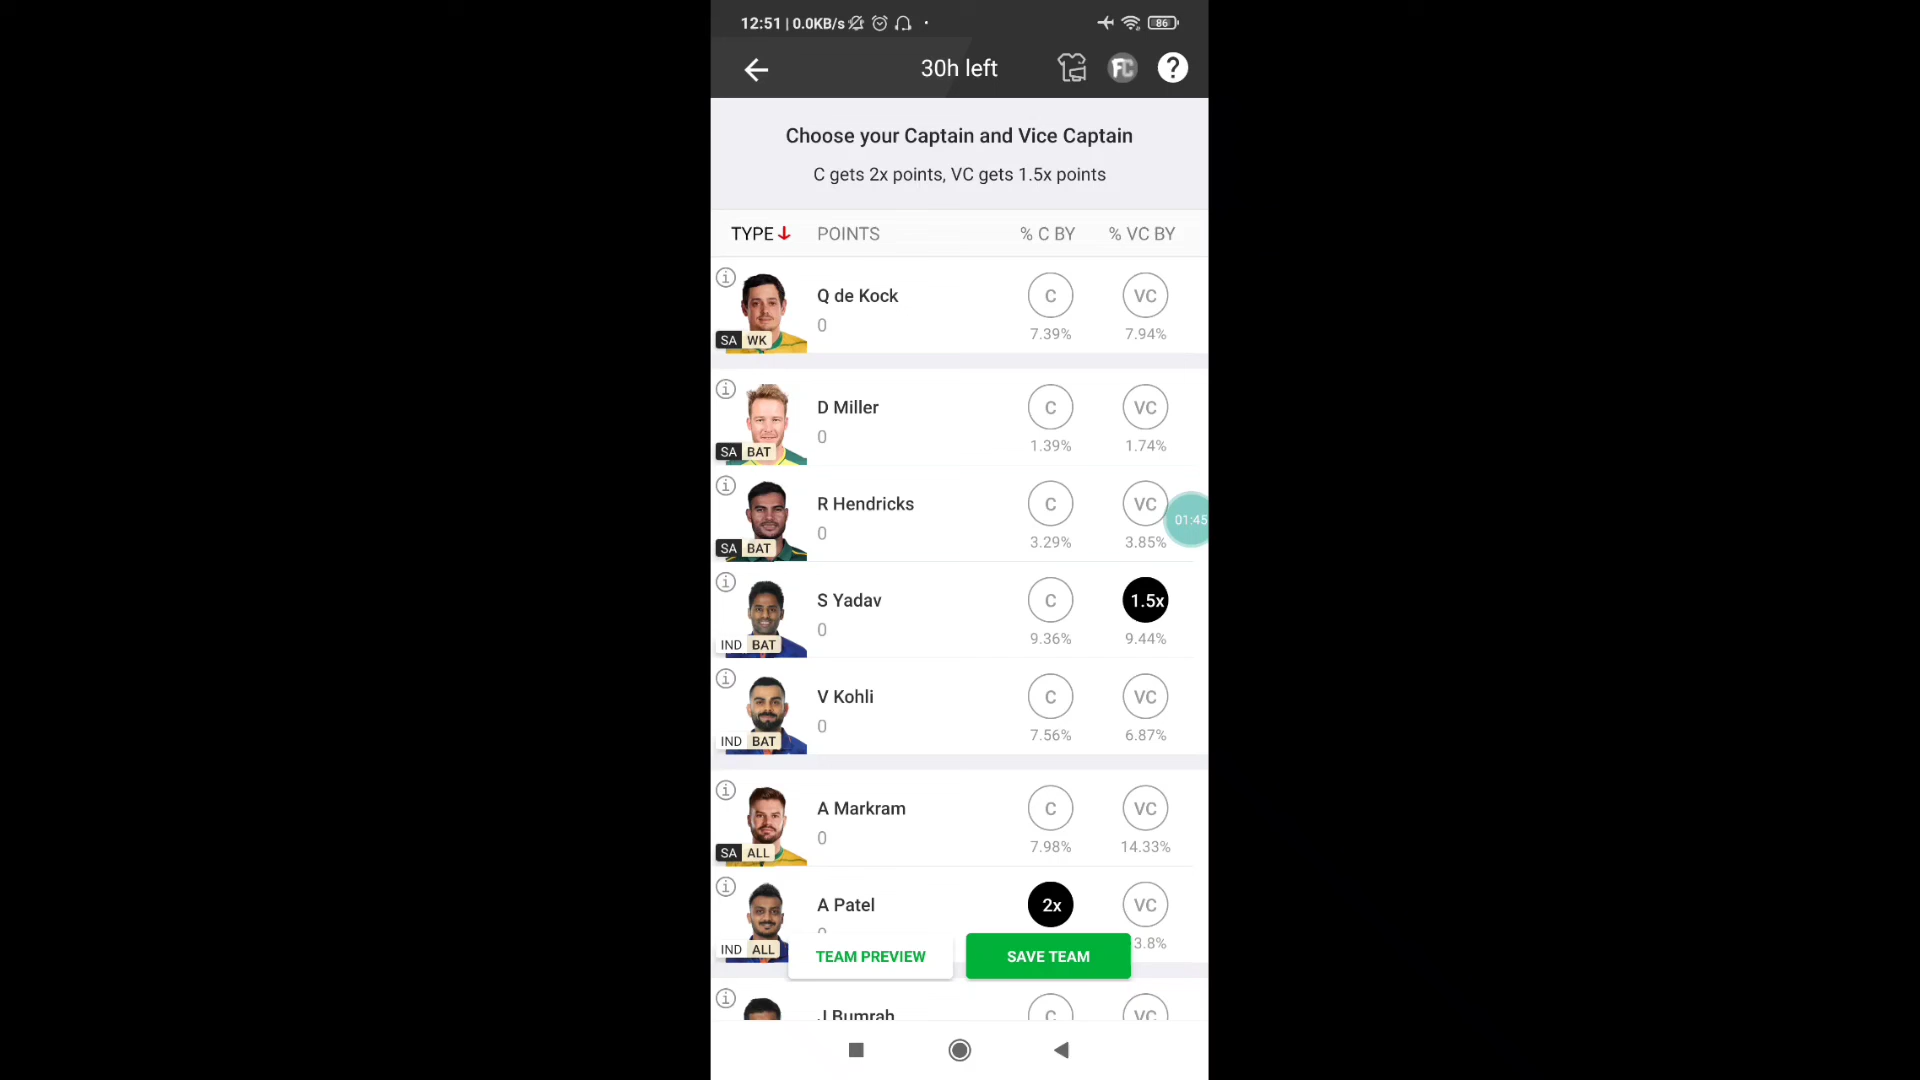 12:51 | 0.0KB/s
86
30h left
FC
?
Choose your Captain and Vice Captain
C gets 2x points, VC gets 1.5x points
TYPE POINTS % C BY % VC BY
i
Q de Kock
0
SA WK
C
VC
7.39% 7.94%
i
D Miller
0
SA BAT
C
VC
1.39% 1.74%
i
R Hendricks
0
SA BAT
C
VC
3.29% 3.85%
01:45
i
S Yadav
0
IND BAT
C
1.5x
9.36% 9.44%
i
V Kohli
0
IND BAT
C
VC
7.56% 6.87%
i
A Markram
0
SA ALL
C
VC
7.98% 14.33%
i
A Patel
0
IND ALL
2x
VC
3.8%
TEAM PREVIEW SAVE TEAM
i
J Bumrah
C
VC